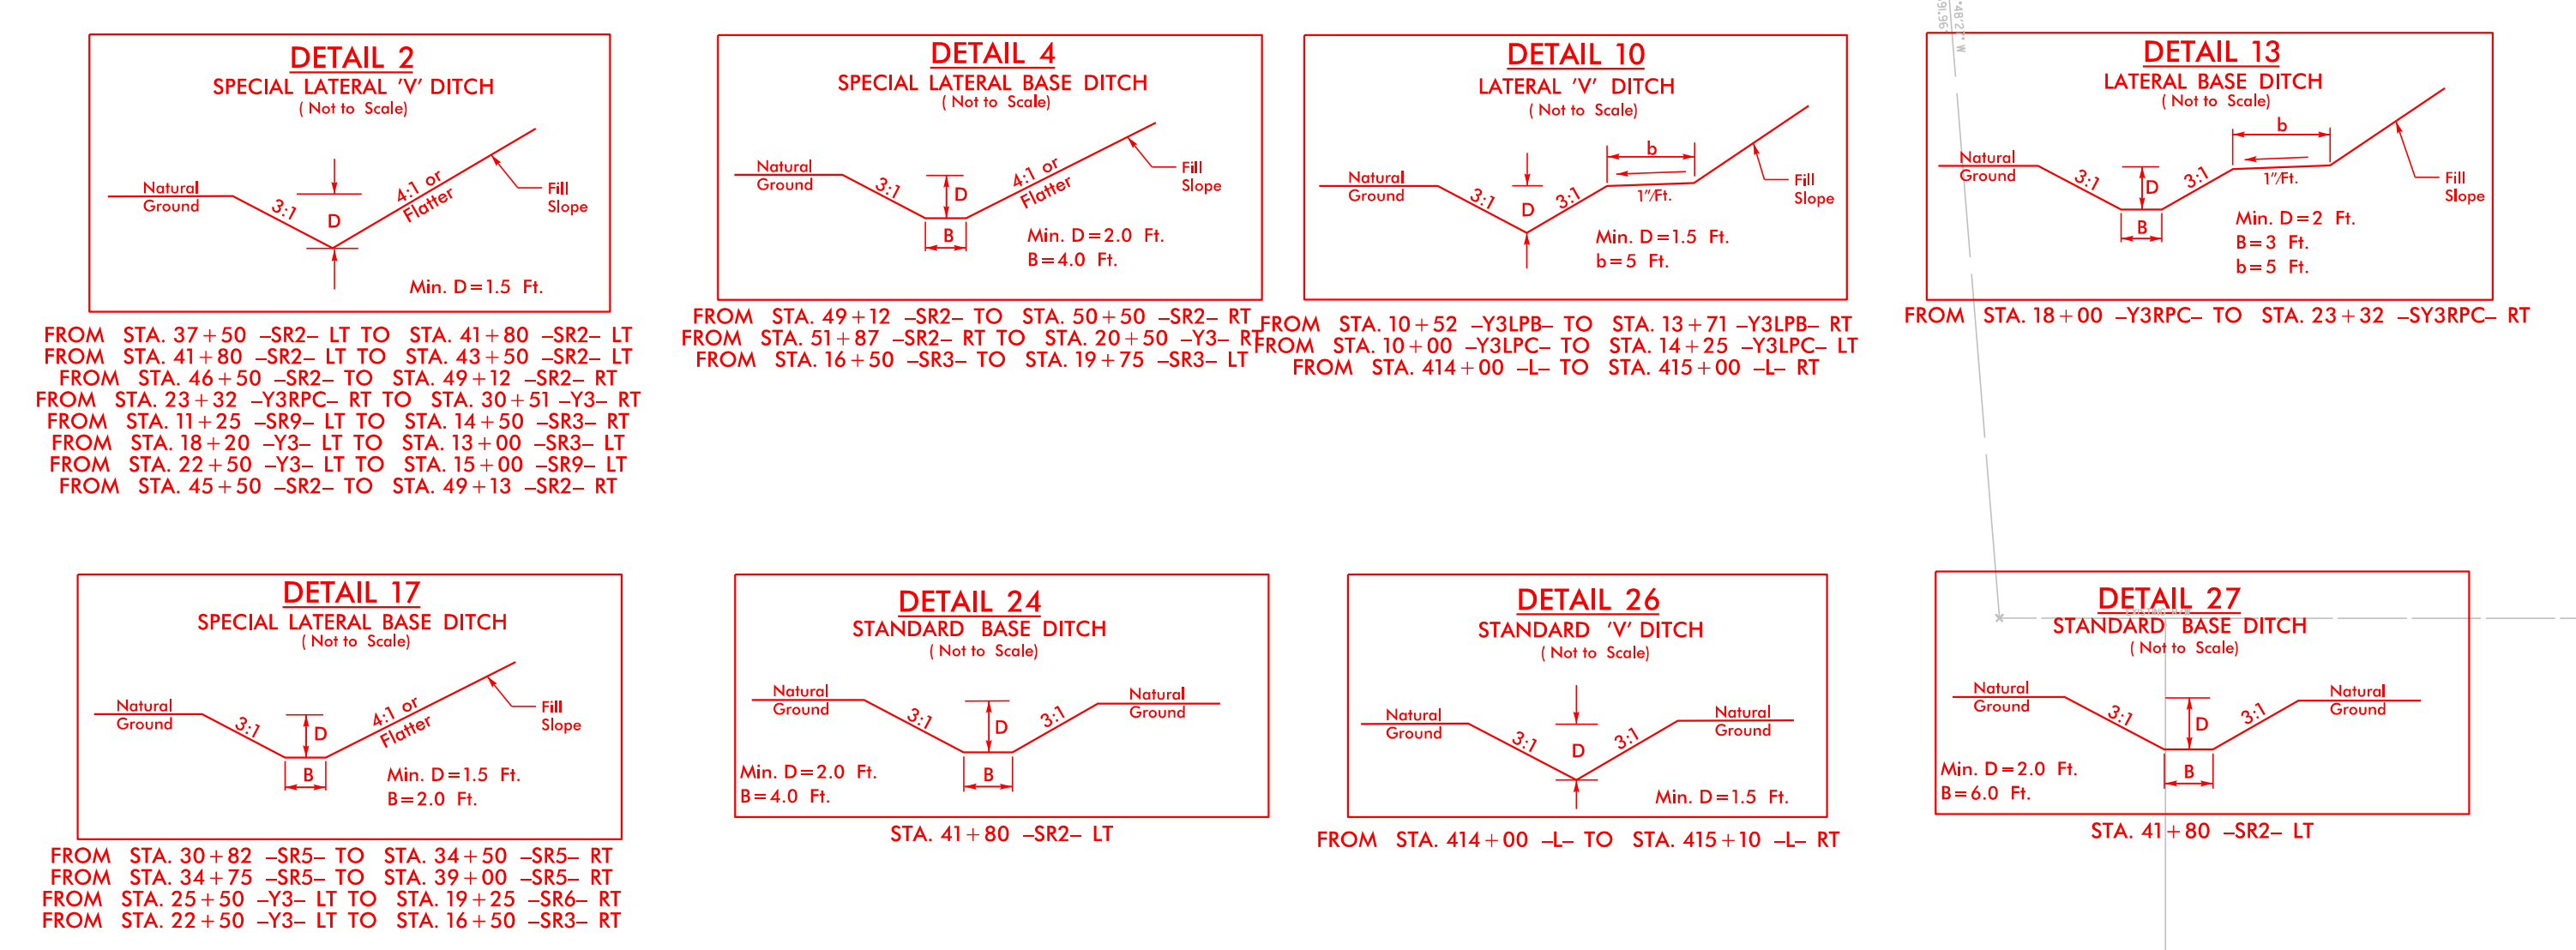 DETAIL 2
SPECIAL LATERAL 'V' DITCH
( Not to Scale)
Natural
Ground
3:1
D
4:1 or
Flatter
Fill
Slope
Min. D=1.5 Ft.
FROM STA. 37+50 -SR2- LT TO STA. 41+80 -SR2- LT
FROM STA. 41+80 -SR2- LT TO STA. 43+50 -SR2- LT
FROM STA. 46+50 -SR2- TO STA. 49+12 -SR2- RT
FROM STA. 23+32 -Y3RPC- RT TO STA. 30+51 -Y3- RT
FROM STA. 11+25 -SR9- LT TO STA. 14+50 -SR3- RT
FROM STA. 18+20 -Y3- LT TO STA. 13+00 -SR3- LT
FROM STA. 22+50 -Y3- LT TO STA. 15+00 -SR9- LT
FROM STA. 45+50 -SR2- TO STA. 49+13 -SR2- RT
DETAIL 4
SPECIAL LATERAL BASE DITCH
( Not to Scale)
Natural
Ground
3:1
D
4:1 or
Flatter
Fill
Slope
B
Min. D=2.0 Ft.
B=4.0 Ft.
FROM STA. 49+12 -SR2- TO STA. 50+50 -SR2- RT
FROM STA. 51+87 -SR2- RT TO STA. 20+50 -Y3- RT
FROM STA. 16+50 -SR3- TO STA. 19+75 -SR3- LT
DETAIL 10
LATERAL 'V' DITCH
( Not to Scale)
b
Natural
Ground
3:1
D
3:1
1"/Ft.
Fill
Slope
Min. D=1.5 Ft.
b=5 Ft.
FROM STA. 10+52 -Y3LPB- TO STA. 13+71 -Y3LPB- RT
FROM STA. 10+00 -Y3LPC- TO STA. 14+25 -Y3LPC- LT
FROM STA. 414+00 -L- TO STA. 415+00 -L- RT
48'27" W
91.96
DETAIL 13
LATERAL BASE DITCH
( Not to Scale)
b
Natural
Ground
3:1
D
3:1
1"/Ft.
Fill
Slope
B
Min. D=2 Ft.
B=3 Ft.
b=5 Ft.
FROM STA. 18+00 -Y3RPC- TO STA. 23+32 -SY3RPC- RT
DETAIL 17
SPECIAL LATERAL BASE DITCH
( Not to Scale)
Natural
Ground
3:1
D
4:1 or
Flatter
Fill
Slope
B
Min. D=1.5 Ft.
B=2.0 Ft.
FROM STA. 30+82 -SR5- TO STA. 34+50 -SR5- RT
FROM STA. 34+75 -SR5- TO STA. 39+00 -SR5- RT
FROM STA. 25+50 -Y3- LT TO STA. 19+25 -SR6- RT
FROM STA. 22+50 -Y3- LT TO STA. 16+50 -SR3- RT
DETAIL 24
STANDARD BASE DITCH
( Not to Scale)
Natural
Ground
3:1
D
3:1
Natural
Ground
B
Min. D=2.0 Ft.
B=4.0 Ft.
STA. 41+80 -SR2- LT
DETAIL 26
STANDARD 'V' DITCH
( Not to Scale)
Natural
Ground
3:1
D
3:1
Natural
Ground
Min. D=1.5 Ft.
FROM STA. 414+00 -L- TO STA. 415+10 -L- RT
DETAIL 27
STANDARD BASE DITCH
( Not to Scale)
Natural
Ground
3:1
D
3:1
Natural
Ground
B
Min. D=2.0 Ft.
B=6.0 Ft.
STA. 41+80 -SR2- LT